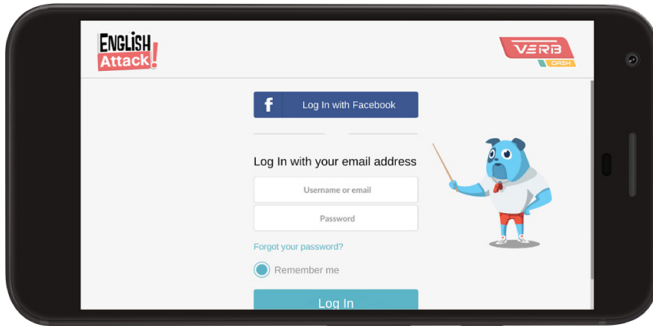 ENGLiSH
Attack!
VERB
DASH
f
Log In with Facebook
Log In with your email address
Username or email
Password
Forgot your password?
Remember me
Log In